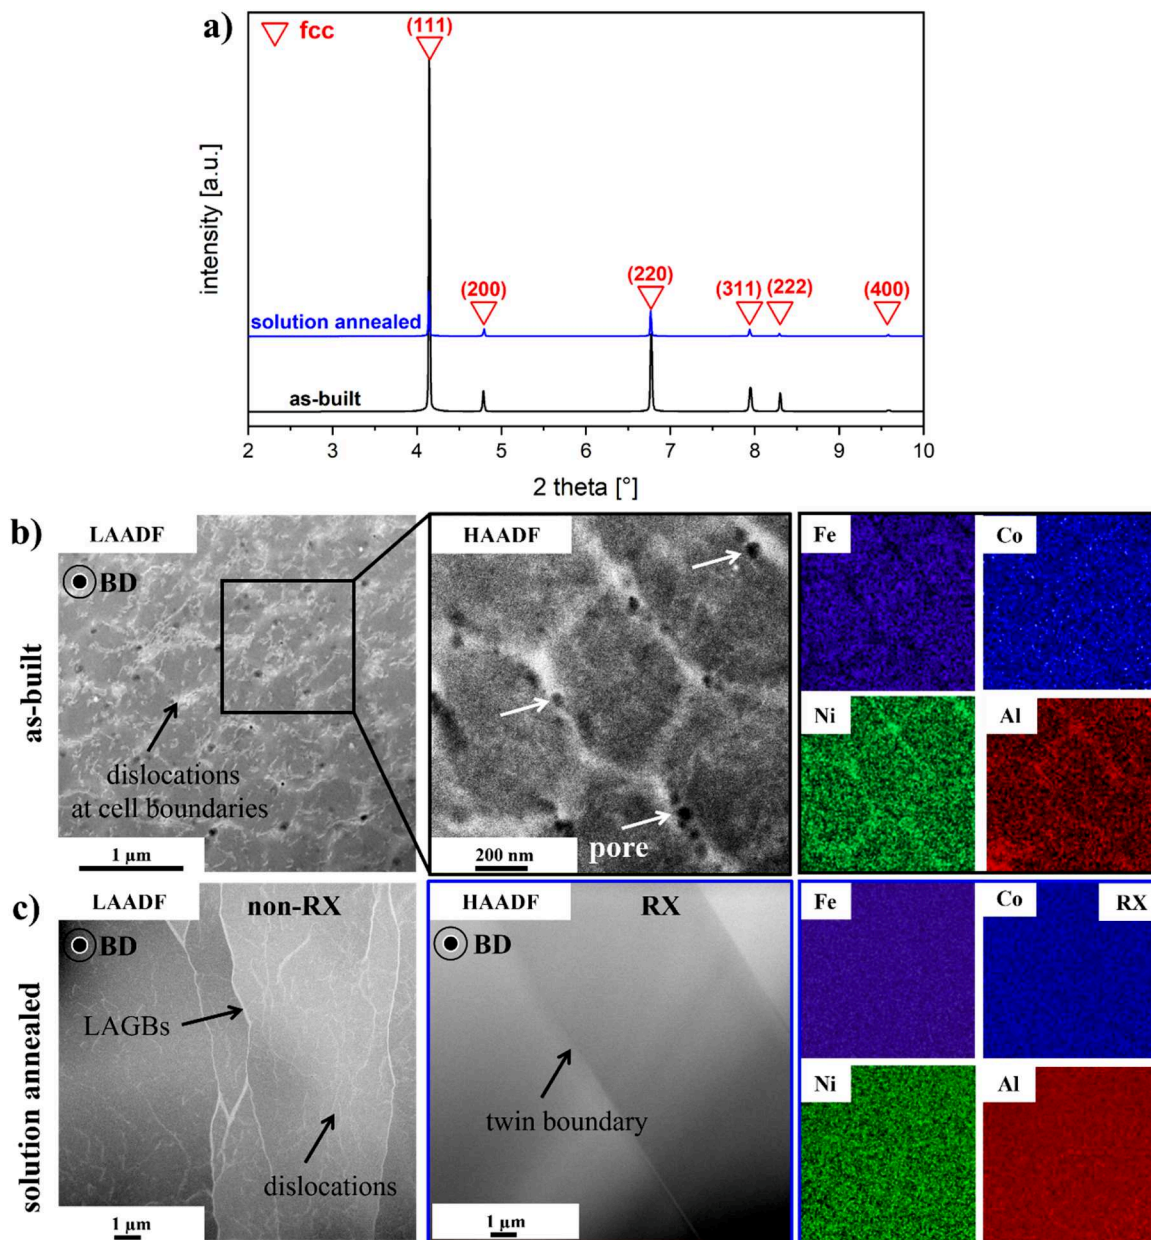 a)
fcc
(111)
(200)
(220)
(311)
(222)
(400)
solution annealed
as-built
intensity [a.u.]
2
3
4
5
6
7
8
9
10
2 theta [°]
b)
as-built
LAADF
BD
dislocations
at cell boundaries
1 µm
HAADF
pore
200 nm
Fe
Co
Ni
Al
c)
solution annealed
LAADF
non-RX
BD
LAGBs
dislocations
1 µm
HAADF
RX
BD
twin boundary
1 µm
Fe
Co
RX
Ni
Al